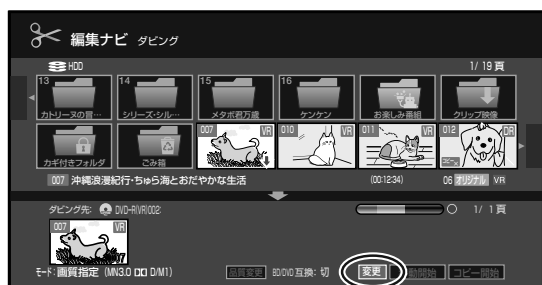 編集ナビ ダビング
HDD 1/ 19 頁
13 14 15 16
カトリーヌの冒… シリーズ・シル… メタボ君万歳 ケンケン お楽しみ番組 クリップ映像
007 VR 010 VR 011 VR 012 DR
カギ付きフォルダ ごみ箱
007 沖縄浪漫紀行・ちゅら海とおだやかな生活 (00:12:34) 06 オリジナル VR
ダビング先: DVD-R(VR)002: 1/ 1 頁
007 VR
モード: 画質指定 (MN3.0 D/M1) 品質変更 BD/DVD 互換: 切 変更 動開始 コピー開始